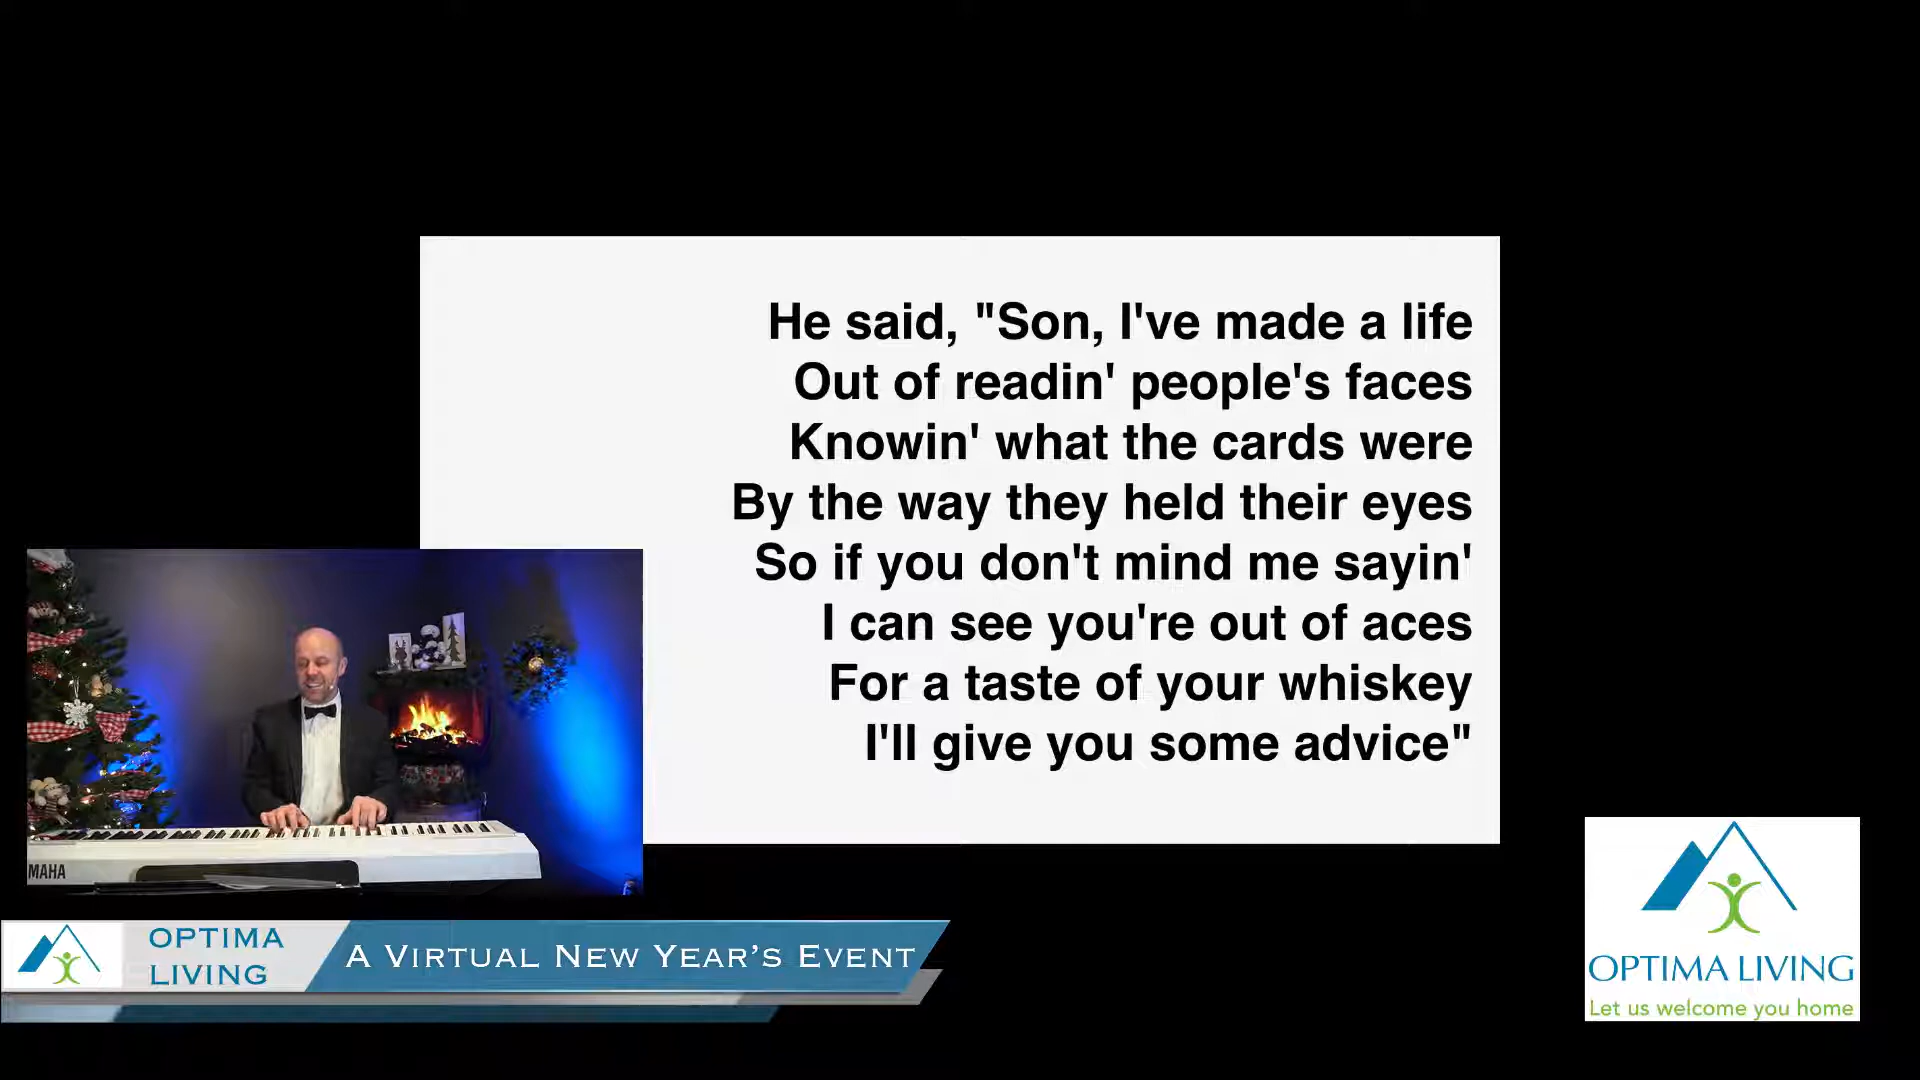 He said, "Son, I've made a life
Out of readin' people's faces
Knowin' what the cards were
By the way they held their eyes
So if you don't mind me sayin'
I can see you're out of aces
For a taste of your whiskey
I'll give you some advice"
MAHA
OPTIMA
LIVING
A VIRTUAL NEW YEAR'S EVENT
OPTIMA LIVING
Let us welcome you home